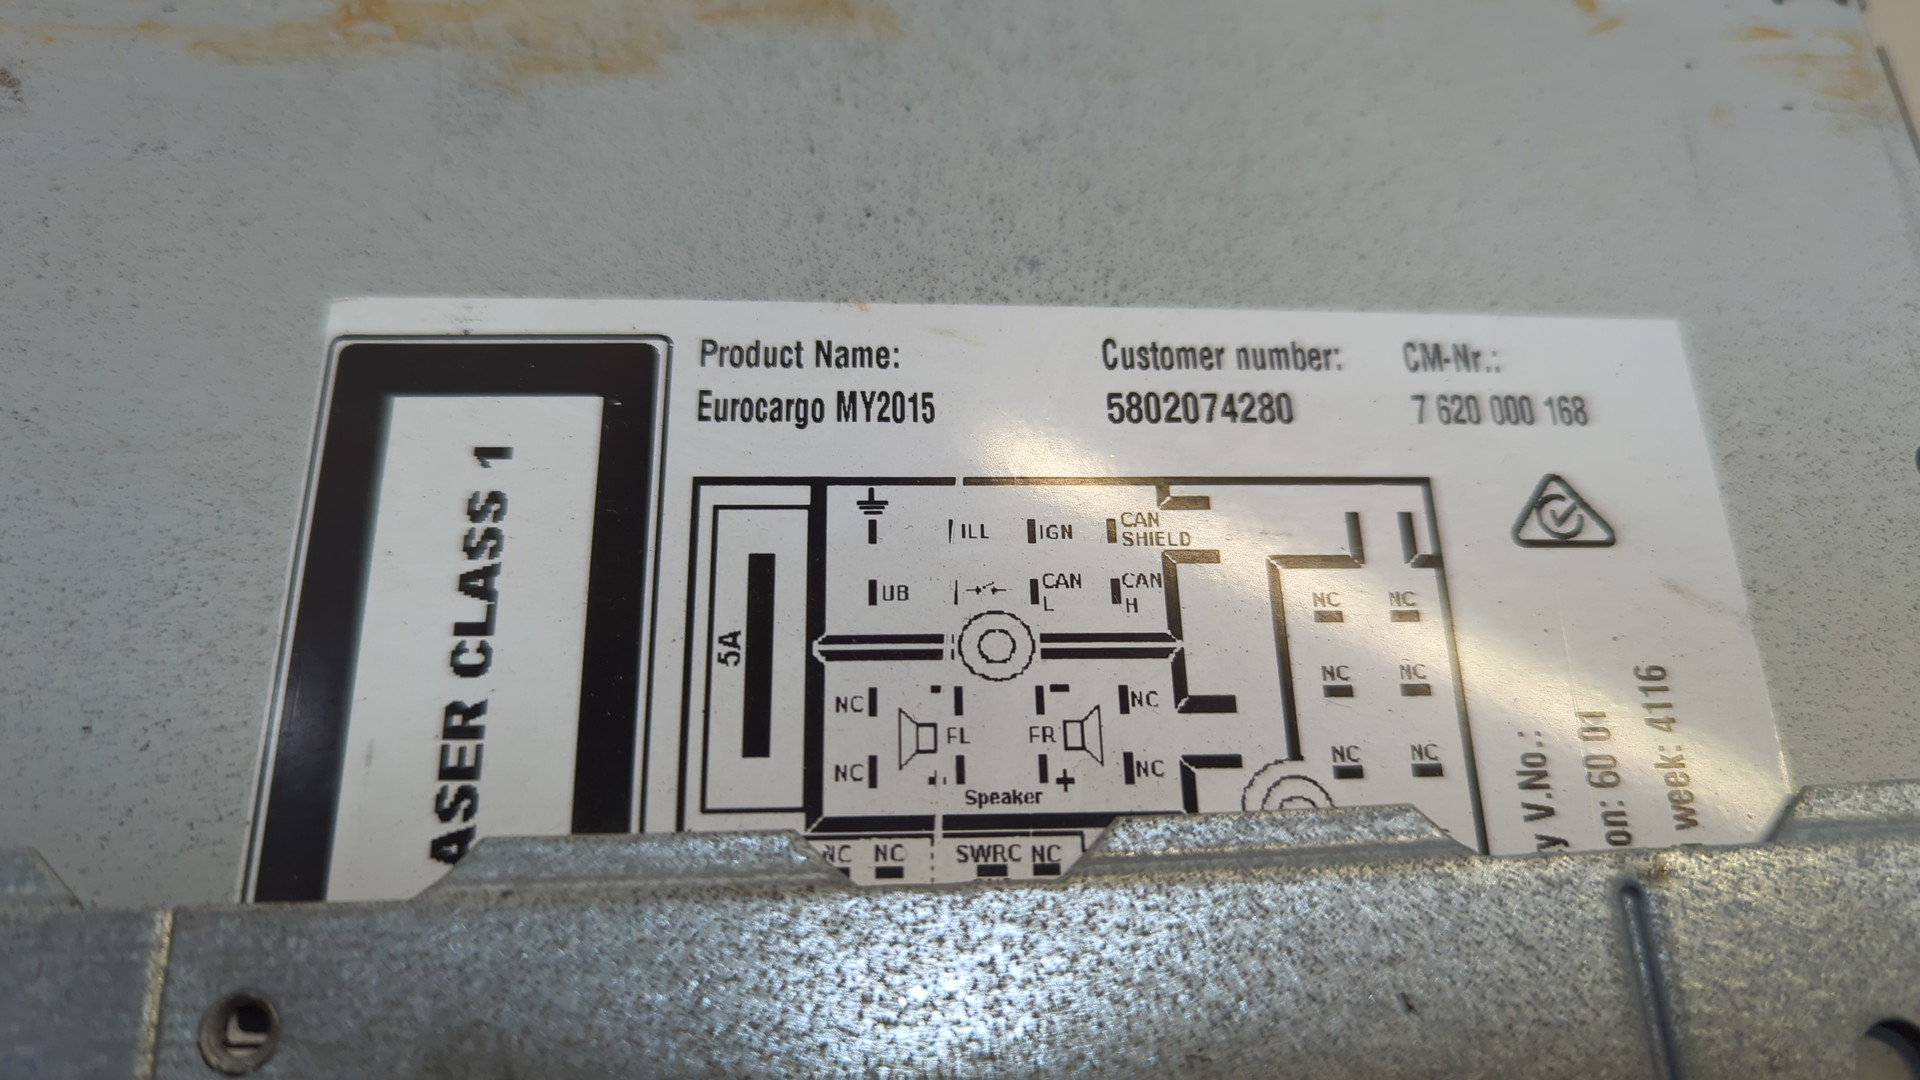 Product Name:
Customer number:
CM-Nr.:
Eurocargo MY2015
5802074280
7 620 000 168
ASER CLASS 1
5A
ILL
IGN
CAN
SHIELD
UB
CAN
L
CAN
H
NC
FL
FR
NC
NC
NC
- -
+
Speaker
NC
NC
SWRC
NC
NC
NC
NC
NC
NC
NC
y V.No.:
on: 60 01
week: 4116